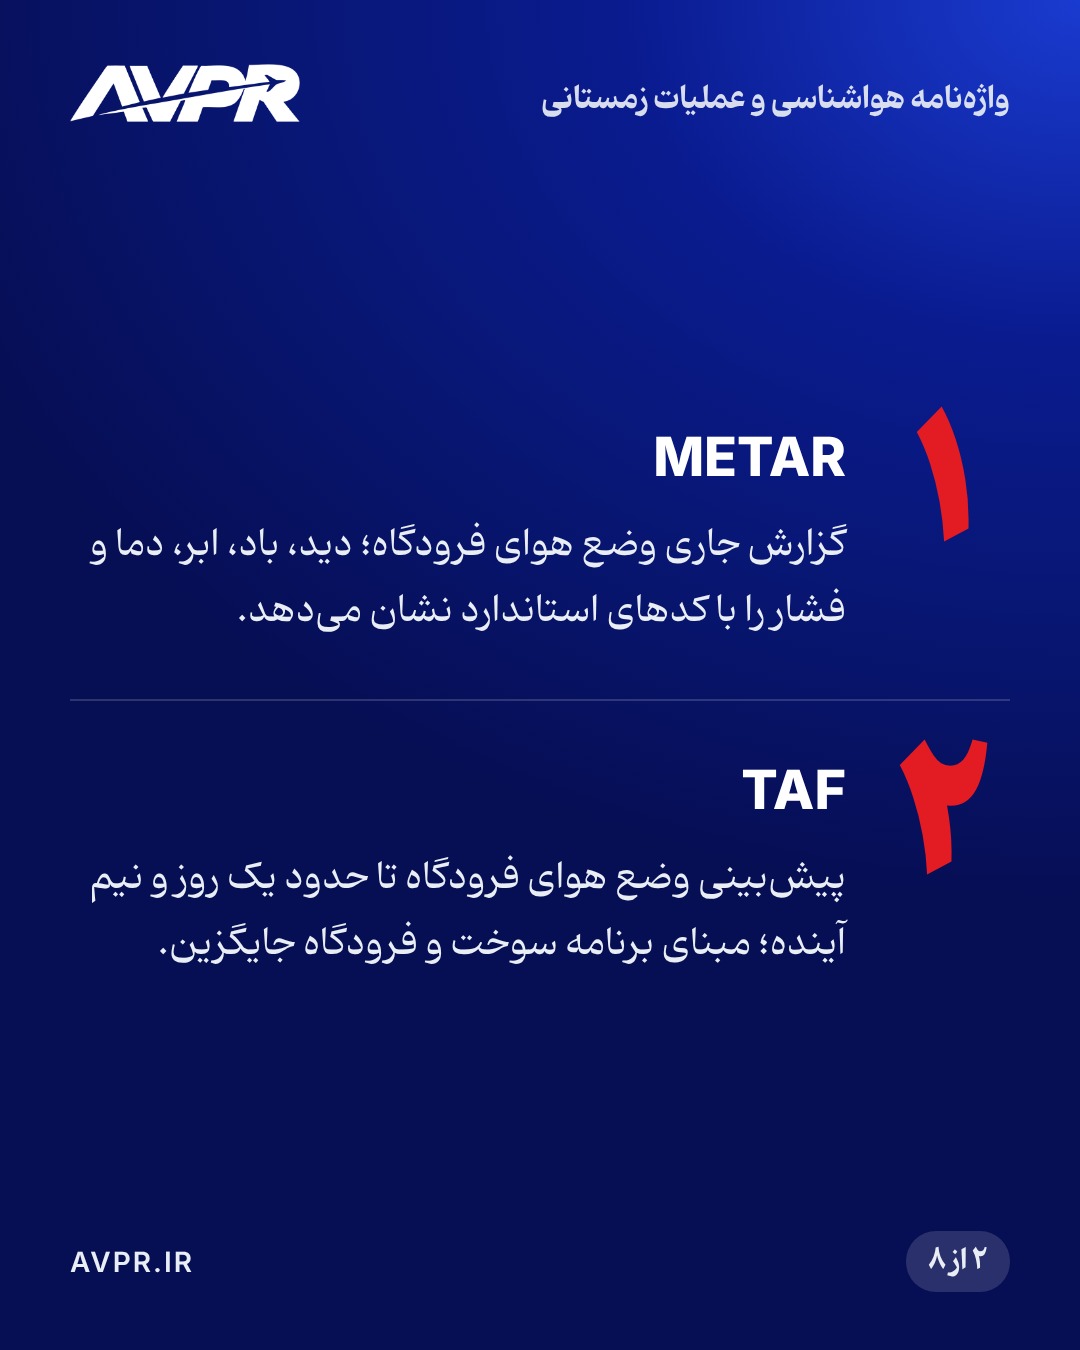 واژه‌نامه هواشناسی و عملیات زمستانی
AVPR
۱
METAR
گزارش جاری وضع هوای فرودگاه؛ دید، باد، ابر، دما و
فشار را با کدهای استاندارد نشان می‌دهد.
۲
TAF
پیش‌بینی وضع هوای فرودگاه تا حدود یک روز و نیم
آینده؛ مبنای برنامه سوخت و فرودگاه جایگزین.
۲ از ۸
AVPR.IR